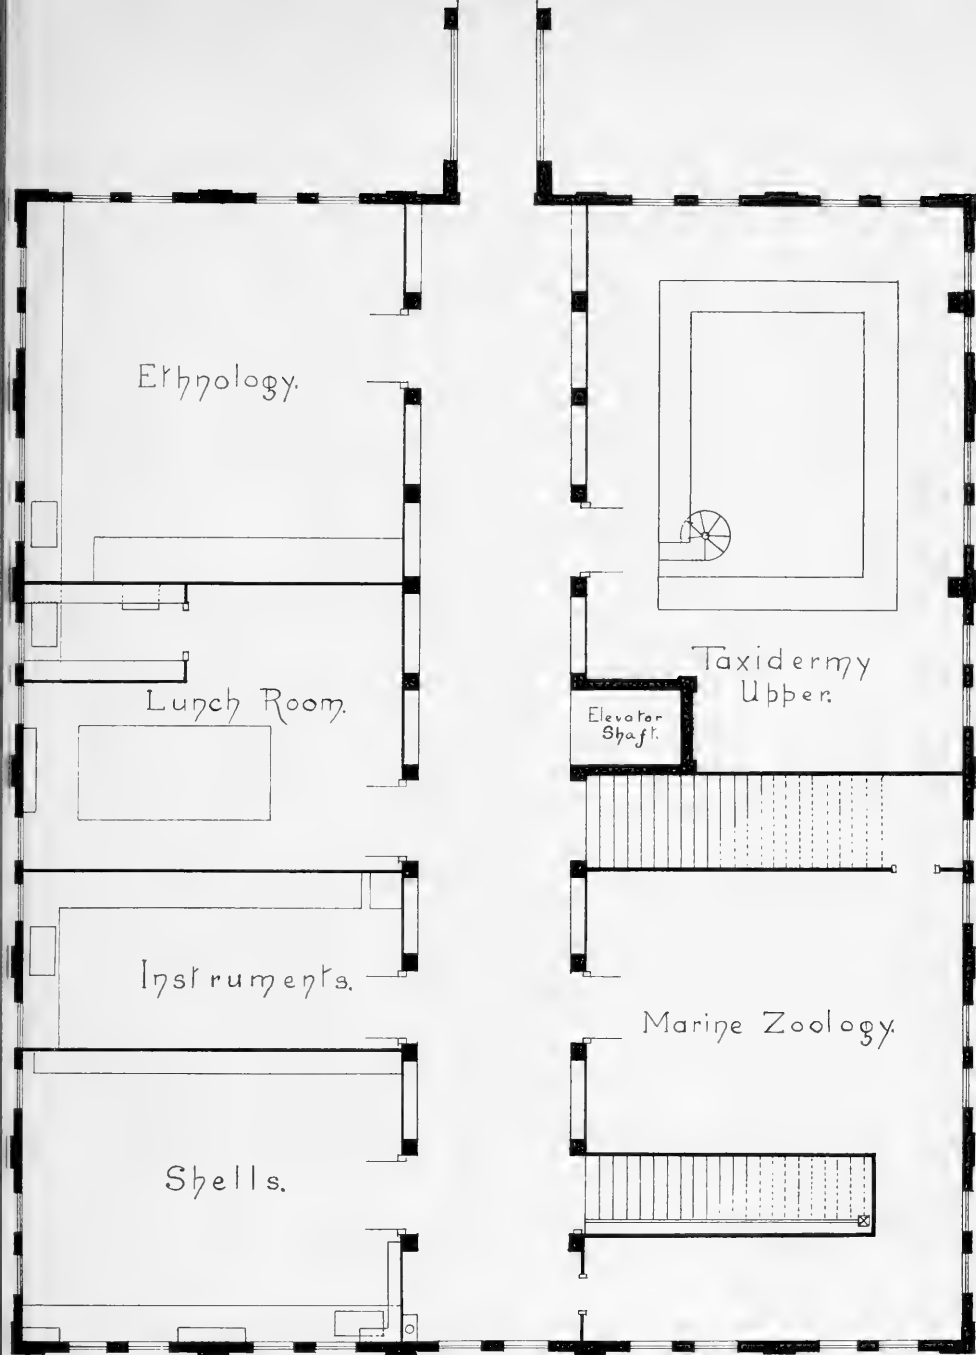 Ethnology.
Lunch Room.
Instruments.
Shells.
Taxidermy
Upper.
Elevator
Shaft.
Marine Zoology.